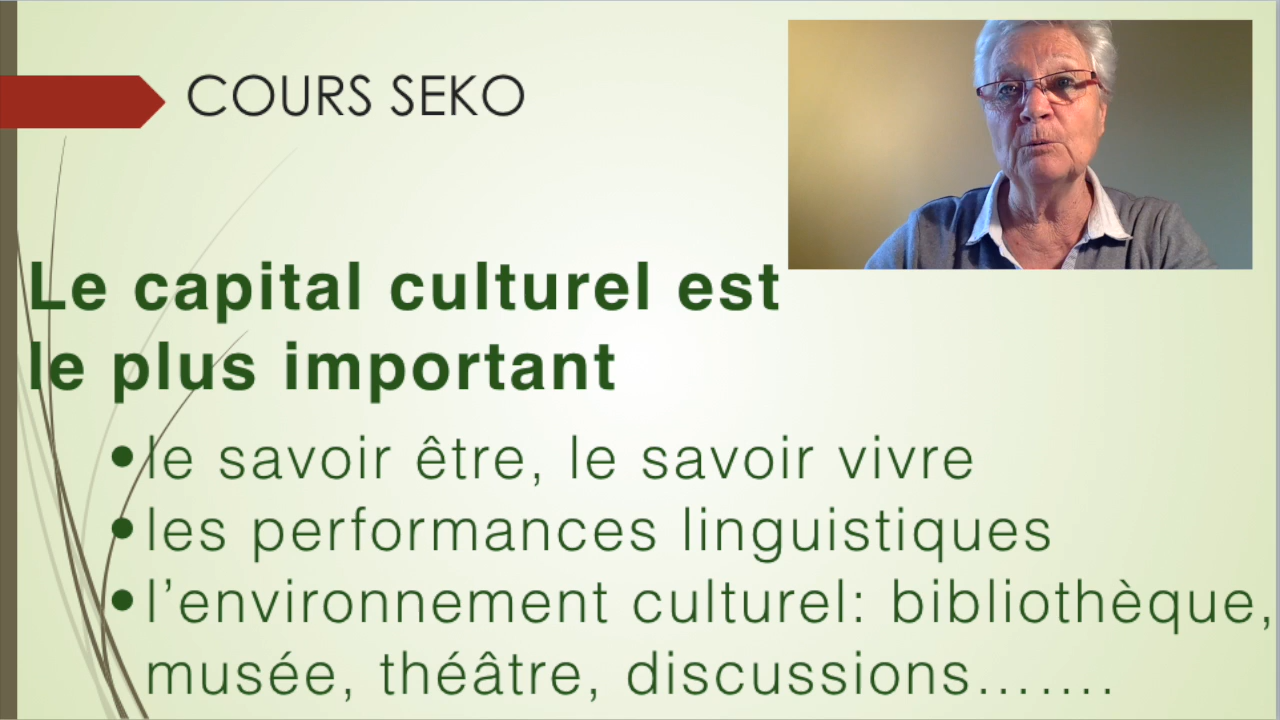 COURS SEKO
Le capital culturel est
le plus important
•le savoir être, le savoir vivre
•les performances linguistiques
•l’environnement culturel: bibliothèque,
musée, théâtre, discussions…….